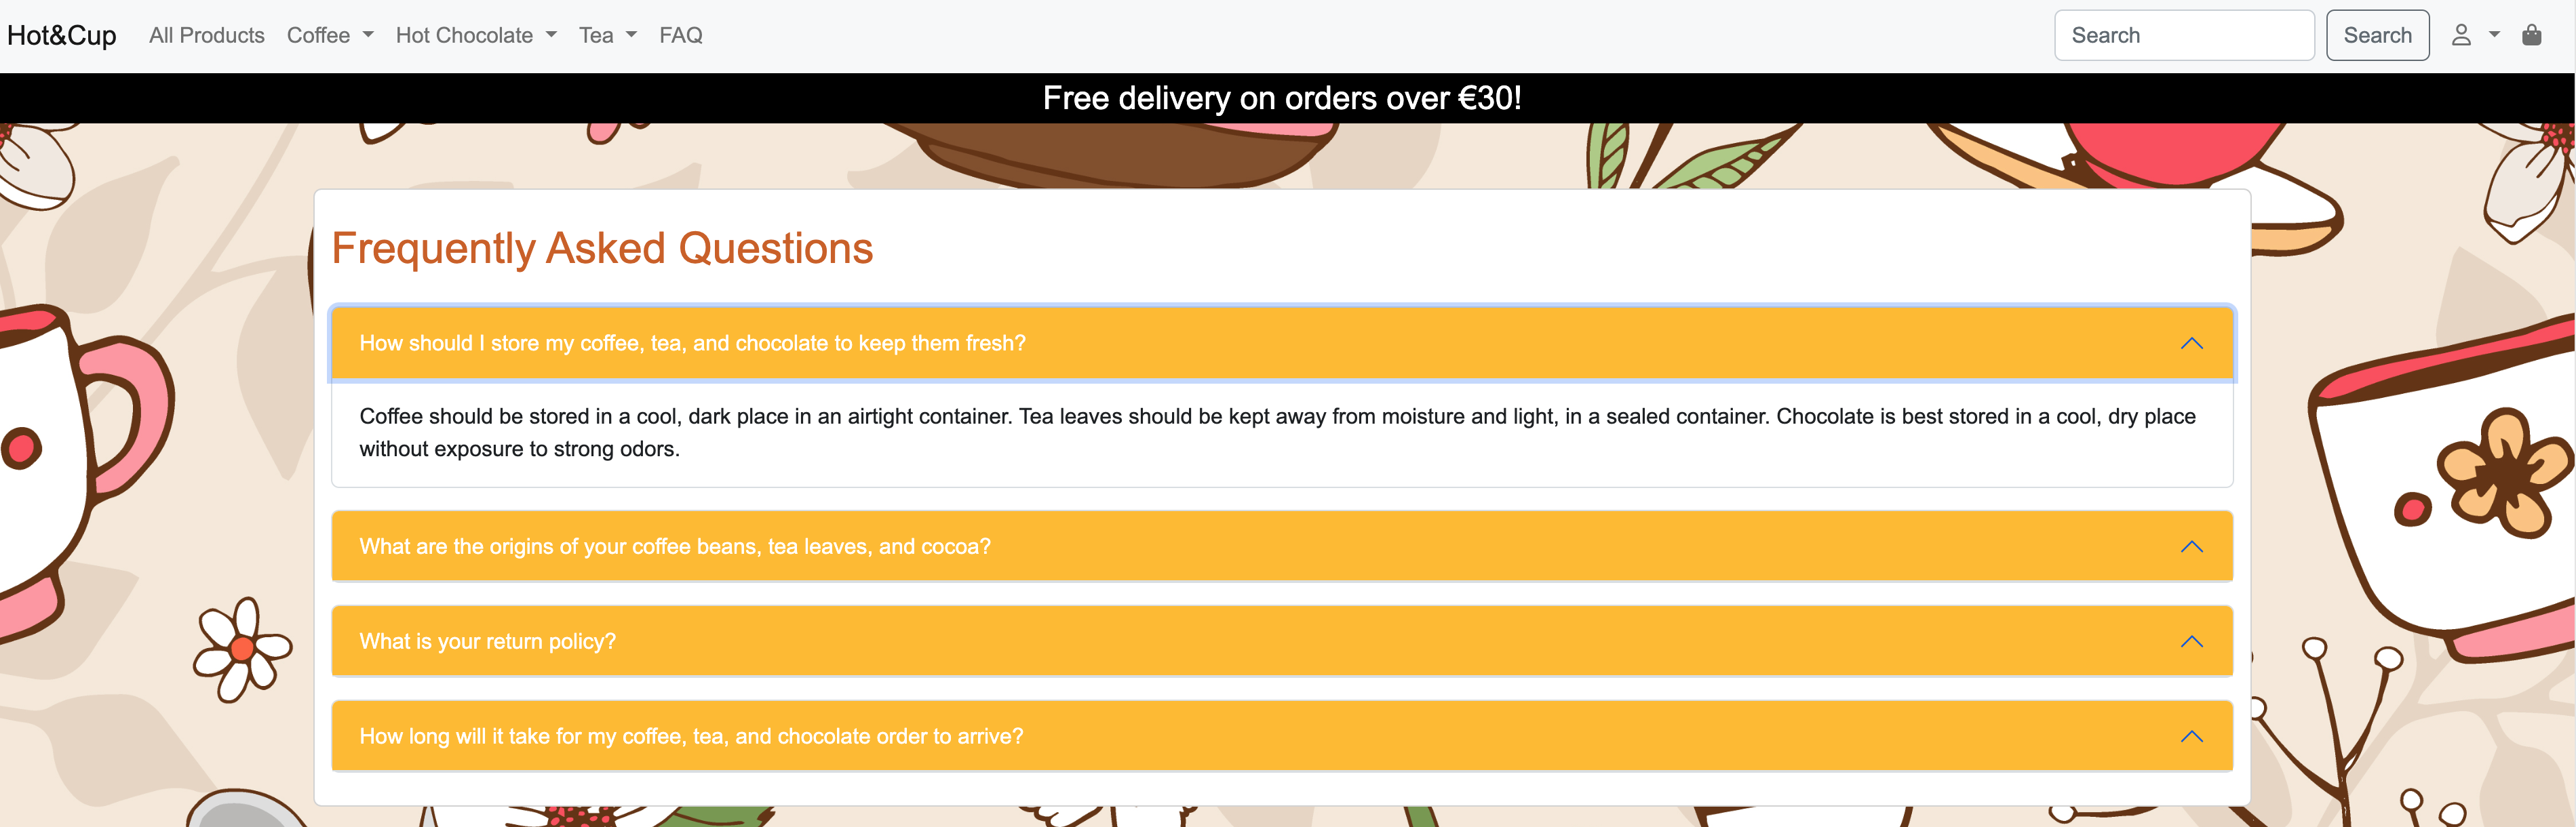 Hot&Cup All Products Coffee Hot Chocolate Tea FAQ Search Search
Free delivery on orders over €30!
Frequently Asked Questions
How should I store my coffee, tea, and chocolate to keep them fresh?
Coffee should be stored in a cool, dark place in an airtight container. Tea leaves should be kept away from moisture and light, in a sealed container. Chocolate is best stored in a cool, dry place
without exposure to strong odors.
What are the origins of your coffee beans, tea leaves, and cocoa?
What is your return policy?
How long will it take for my coffee, tea, and chocolate order to arrive?